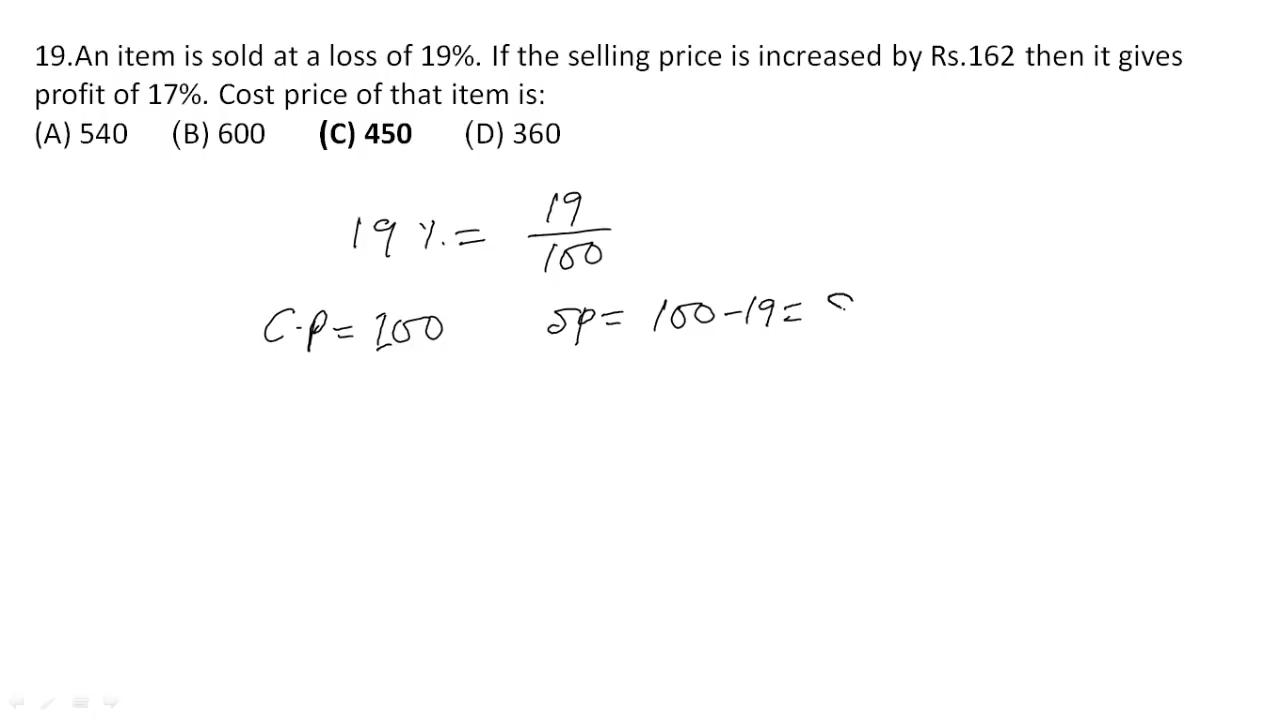 19.An item is sold at a loss of 19%. If the selling price is increased by Rs.162 then it gives
profit of 17%. Cost price of that item is:
(A) 540 (B) 600 (C) 450 (D) 360
19 %. = 19/100
C.P = 100 SP = 100 - 19 =